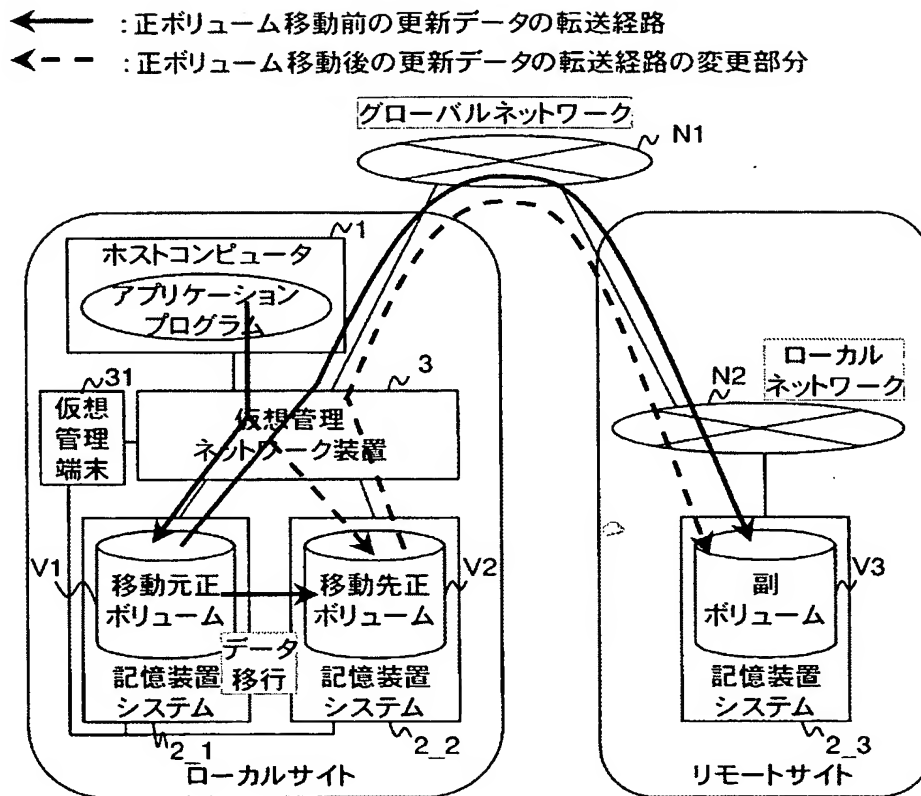 :正ボリューム移動前の更新データの転送経路
:正ボリューム移動後の更新データの転送経路の変更部分
グローバルネットワーク
N1
1
ホストコンピュータ
アプリケーション
プログラム
3
31
仮想
管理
端末
仮想管理
ネットワーク装置
N2
ローカル
ネットワーク
V1
移動元正
ボリューム
V2
移動先正
ボリューム
V3
副
ボリューム
データ
移行
記憶装置
システム
記憶装置
システム
記憶装置
システム
2_1
2_2
2_3
ローカルサイト
リモートサイト